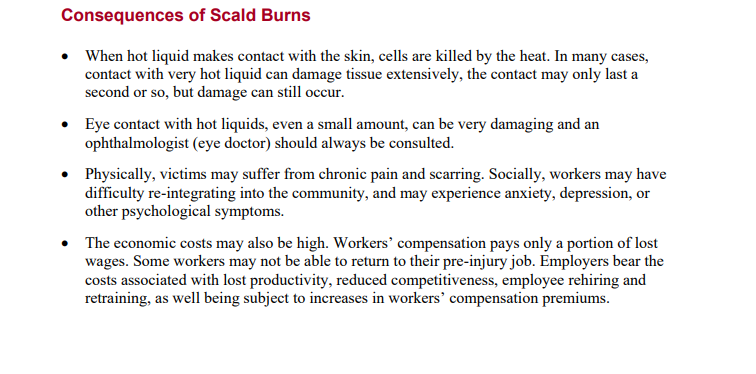 Consequences of Scald Burns
• When hot liquid makes contact with the skin, cells are killed by the heat. In many cases,
contact with very hot liquid can damage tissue extensively, the contact may only last a
second or so, but damage can still occur.
• Eye contact with hot liquids, even a small amount, can be very damaging and an
ophthalmologist (eye doctor) should always be consulted.
• Physically, victims may suffer from chronic pain and scarring. Socially, workers may have
difficulty re-integrating into the community, and may experience anxiety, depression, or
other psychological symptoms.
• The economic costs may also be high. Workers’ compensation pays only a portion of lost
wages. Some workers may not be able to return to their pre-injury job. Employers bear the
costs associated with lost productivity, reduced competitiveness, employee rehiring and
retraining, as well being subject to increases in workers’ compensation premiums.